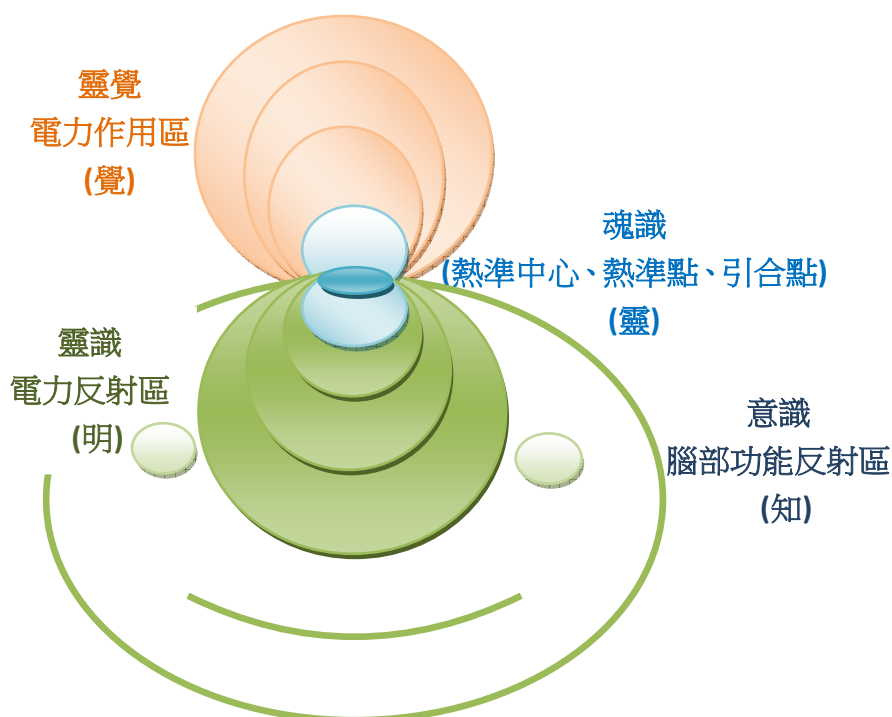 靈覺
電力作用區
(覺)
魂識
(熱準中心、熱準點、引合點)
(靈)
靈識
電力反射區
(明)
意識
腦部功能反射區
(知)